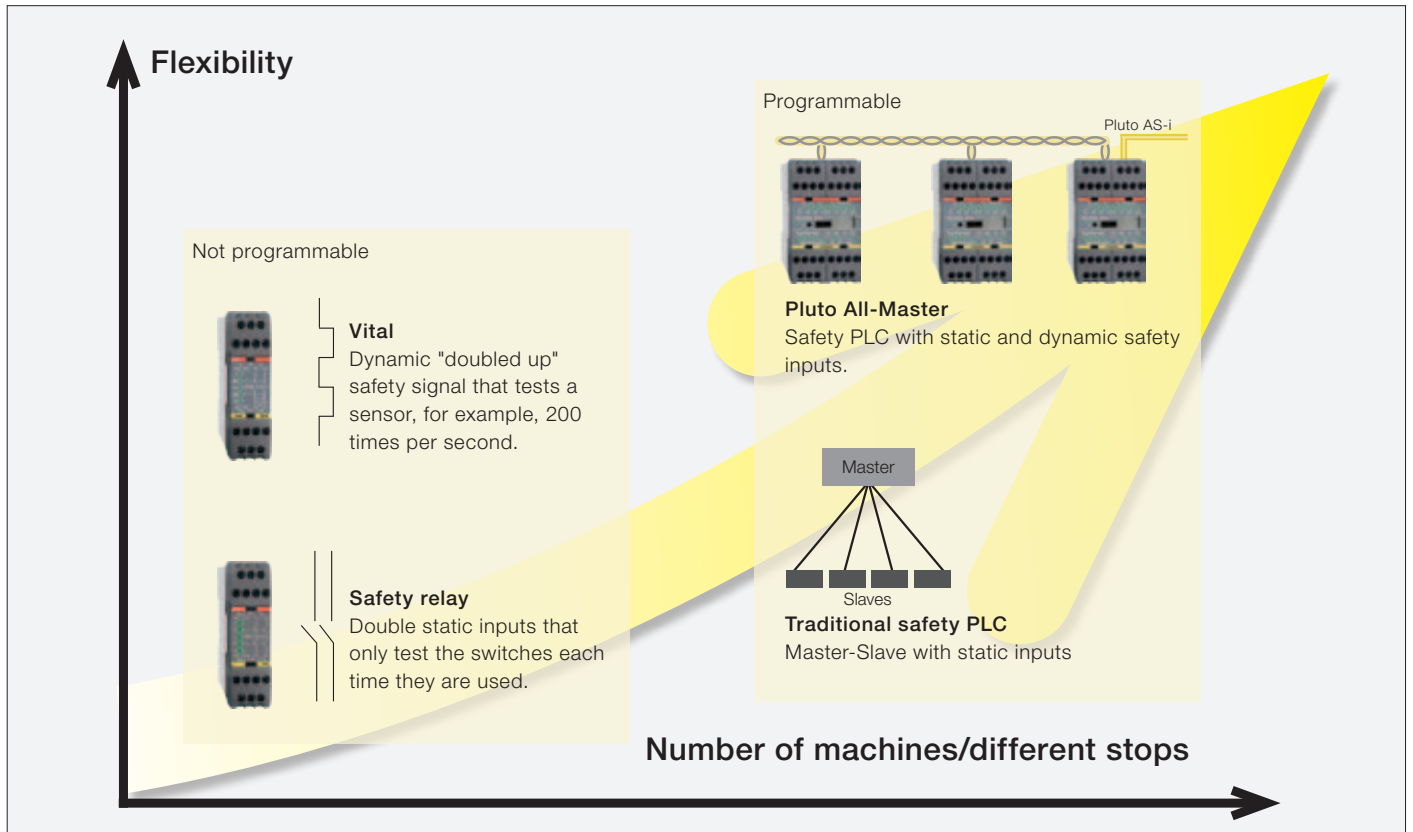 Flexibility
Programmable
Pluto AS-i
Not programmable
Vital
Dynamic "doubled up"
safety signal that tests a
sensor, for example, 200
times per second.
Safety relay
Double static inputs that
only test the switches each
time they are used.
Pluto All-Master
Safety PLC with static and dynamic safety
inputs.
Master
Slaves
Traditional safety PLC
Master-Slave with static inputs
Number of machines/different stops